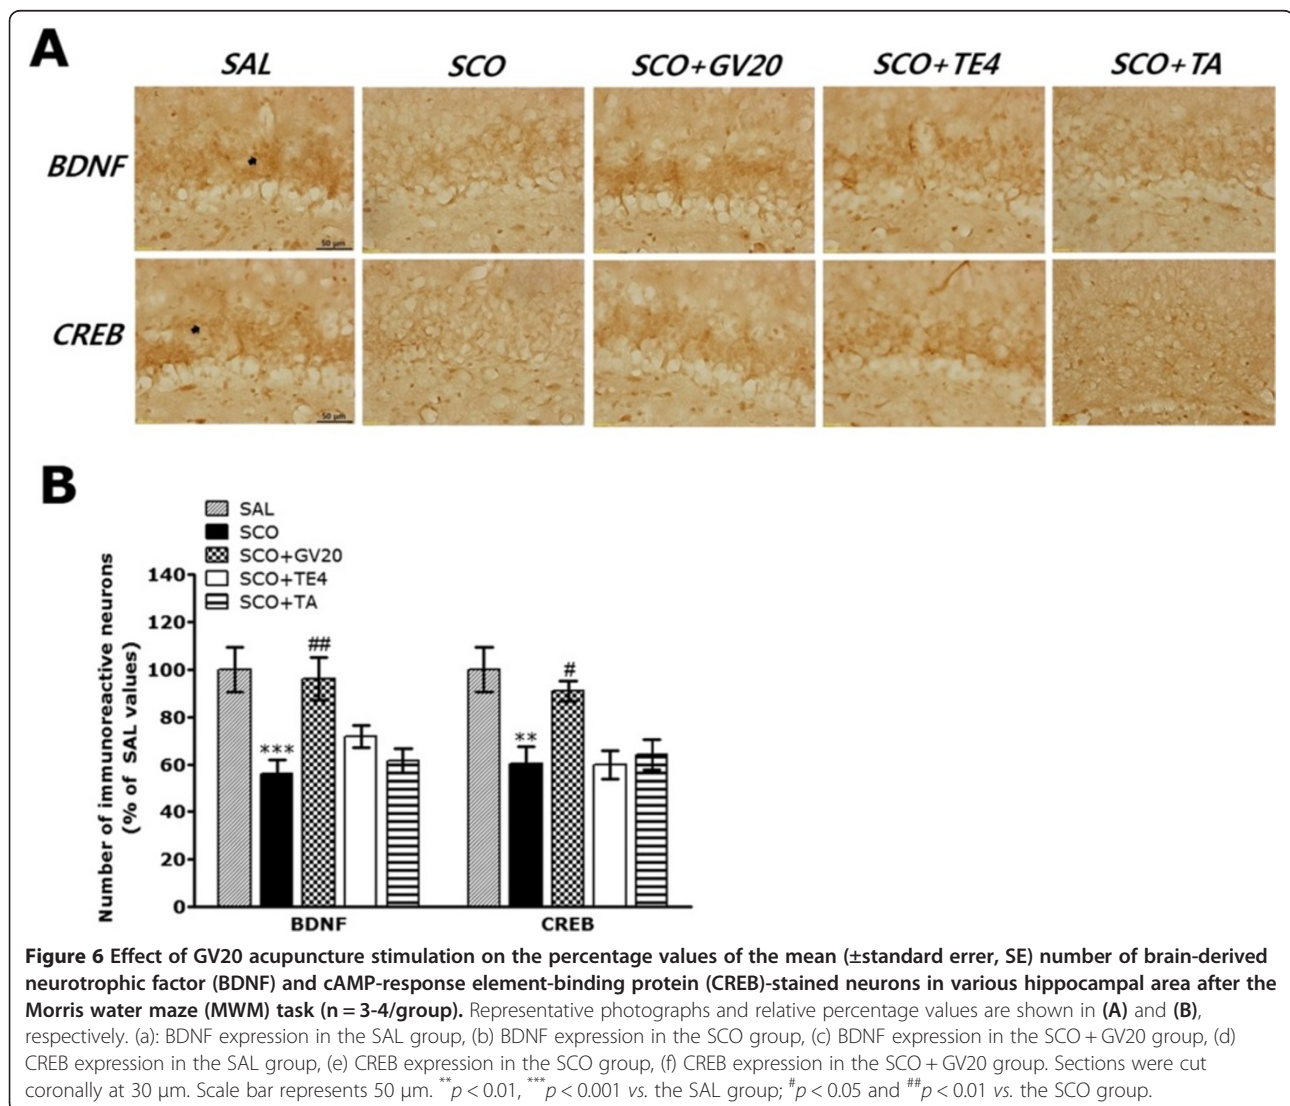 A
SAL SCO SCO+GV20 SCO+TE4 SCO+TA
BDNF
50 μm
CREB
50 μm
B
SAL
SCO
SCO+GV20
SCO+TE4
SCO+TA
Number of immunoreactive neurons
(% of SAL values)
140
120
100
80
60
40
20
0
***
##
**
#
BDNF CREB
Figure 6 Effect of GV20 acupuncture stimulation on the percentage values of the mean (±standard errer, SE) number of brain-derived
neurotrophic factor (BDNF) and cAMP-response element-binding protein (CREB)-stained neurons in various hippocampal area after the
Morris water maze (MWM) task (n = 3-4/group). Representative photographs and relative percentage values are shown in (A) and (B),
respectively. (a): BDNF expression in the SAL group, (b) BDNF expression in the SCO group, (c) BDNF expression in the SCO + GV20 group, (d)
CREB expression in the SAL group, (e) CREB expression in the SCO group, (f) CREB expression in the SCO + GV20 group. Sections were cut
coronally at 30 μm. Scale bar represents 50 μm. **p < 0.01, ***p < 0.001 vs. the SAL group; #p < 0.05 and ##p < 0.01 vs. the SCO group.